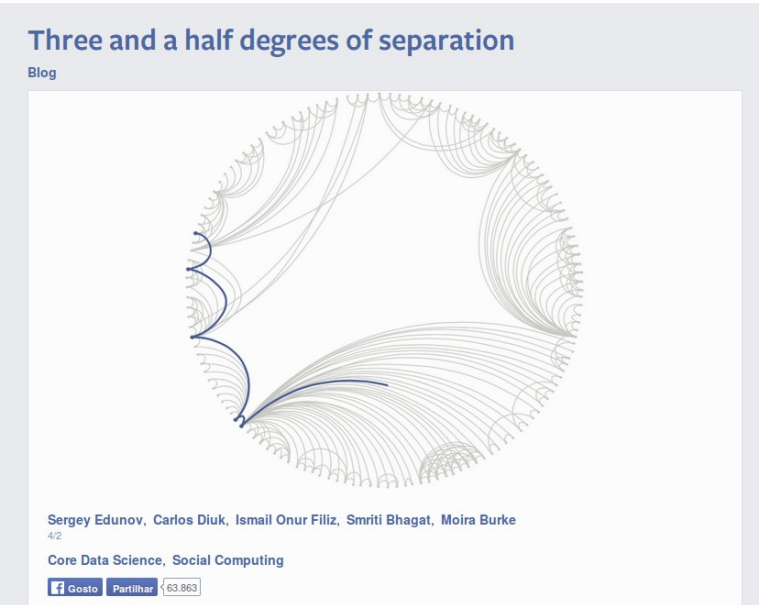 Three and a half degrees of separation
Blog
Sergey Edunov, Carlos Diuk, Ismail Onur Filiz, Smriti Bhagat, Moira Burke
4/2
Core Data Science, Social Computing
Gosto Partilhar 63.863